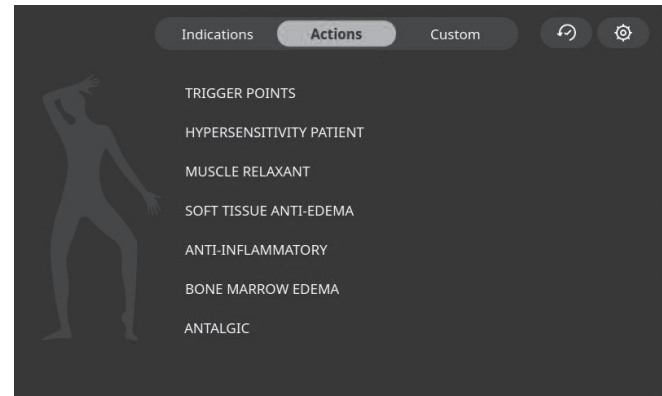 Indications
Actions
Custom
TRIGGER POINTS
HYPERSENSITIVITY PATIENT
MUSCLE RELAXANT
SOFT TISSUE ANTI-EDEMA
ANTI-INFLAMMATORY
BONE MARROW EDEMA
ANTALGIC